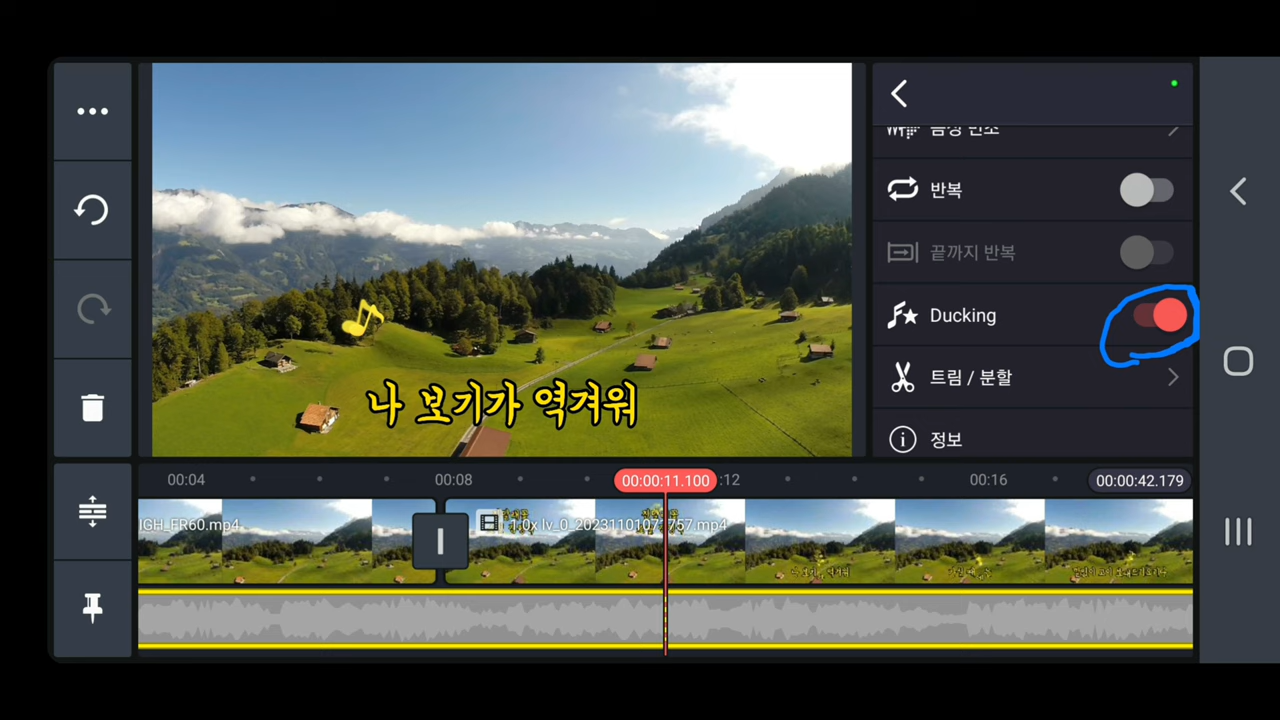 음성 변조
반복
끝까지 반복
Ducking
트림 / 분할
정보
나 보기가 역겨워
00:04
00:08
00:00:11.100
:12
00:16
00:00:42.179
IGH_FR60.mp4
1.0x lv_0_20231101077757.mp4